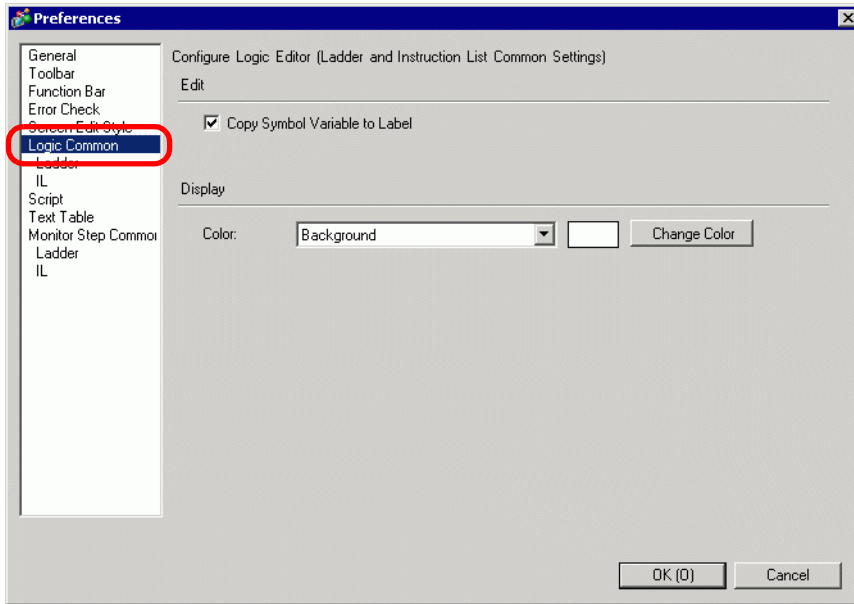 Preferences
General
Toolbar
Function Bar
Error Check
Screen Edit Style
Logic Common
Ladder
IL
Script
Text Table
Monitor Step Commo
Ladder
IL
Configure Logic Editor (Ladder and Instruction List Common Settings)
Edit
Copy Symbol Variable to Label
Display
Color: Background Change Color
OK (O) Cancel